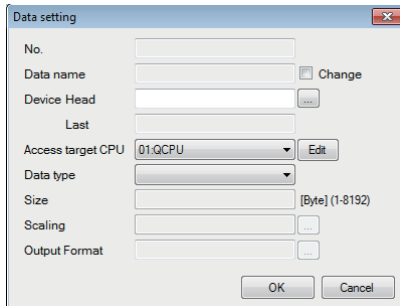 Data setting
No.
Data name Change
Device Head ...
Last
Access target CPU 01:QCPU Edit
Data type
Size [Byte] (1-8192)
Scaling ...
Output Format ...
OK Cancel